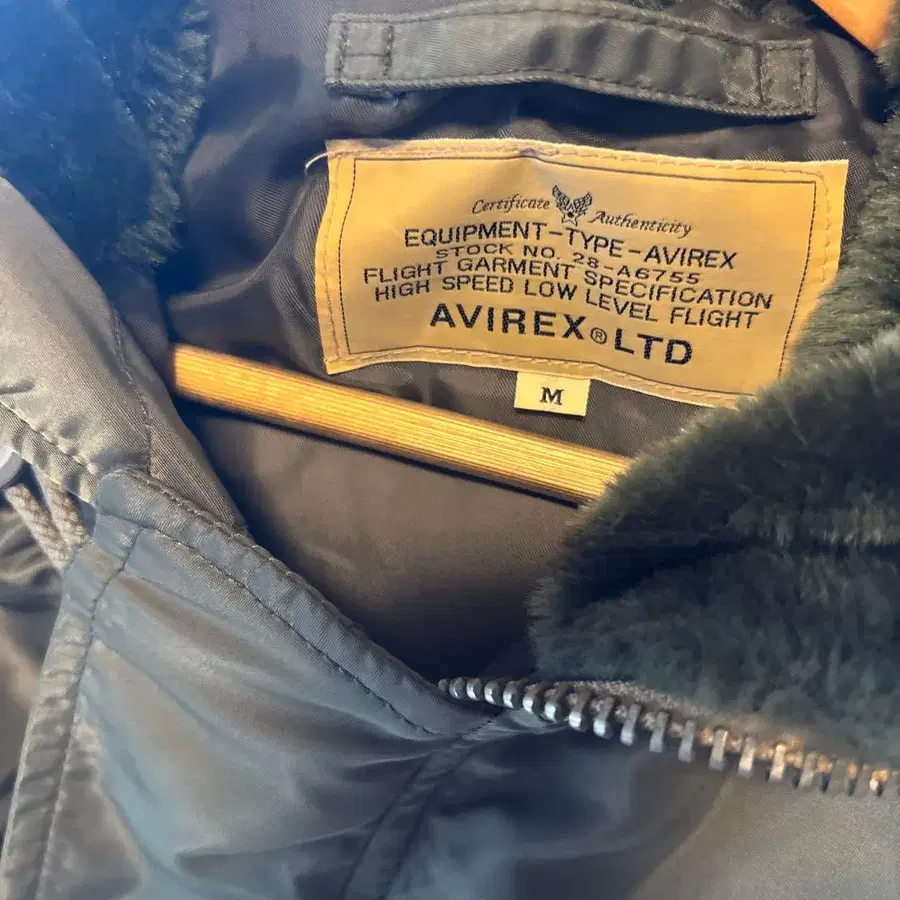 Certificate Authenticity
EQUIPMENT-TYPE-AVIREX
STOCK NO. 28-A6755
FLIGHT GARMENT SPECIFICATION
HIGH SPEED LOW LEVEL FLIGHT
AVIREX® LTD
M